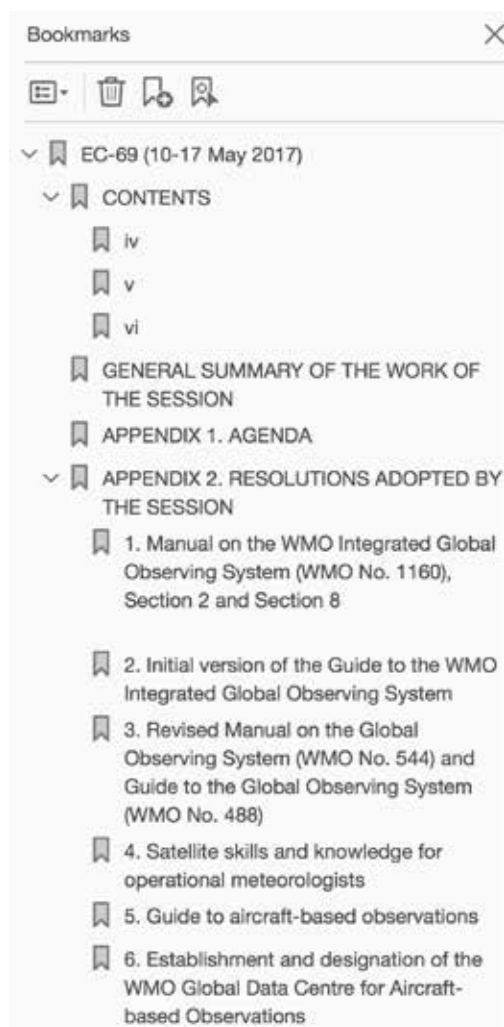 Bookmarks
EC-69 (10-17 May 2017)
CONTENTS
iv
v
vi
GENERAL SUMMARY OF THE WORK OF
THE SESSION
APPENDIX 1. AGENDA
APPENDIX 2. RESOLUTIONS ADOPTED BY
THE SESSION
1. Manual on the WMO Integrated Global
Observing System (WMO No. 1160),
Section 2 and Section 8
2. Initial version of the Guide to the WMO
Integrated Global Observing System
3. Revised Manual on the Global
Observing System (WMO No. 544) and
Guide to the Global Observing System
(WMO No. 488)
4. Satellite skills and knowledge for
operational meteorologists
5. Guide to aircraft-based observations
6. Establishment and designation of the
WMO Global Data Centre for Aircraft-
based Observations